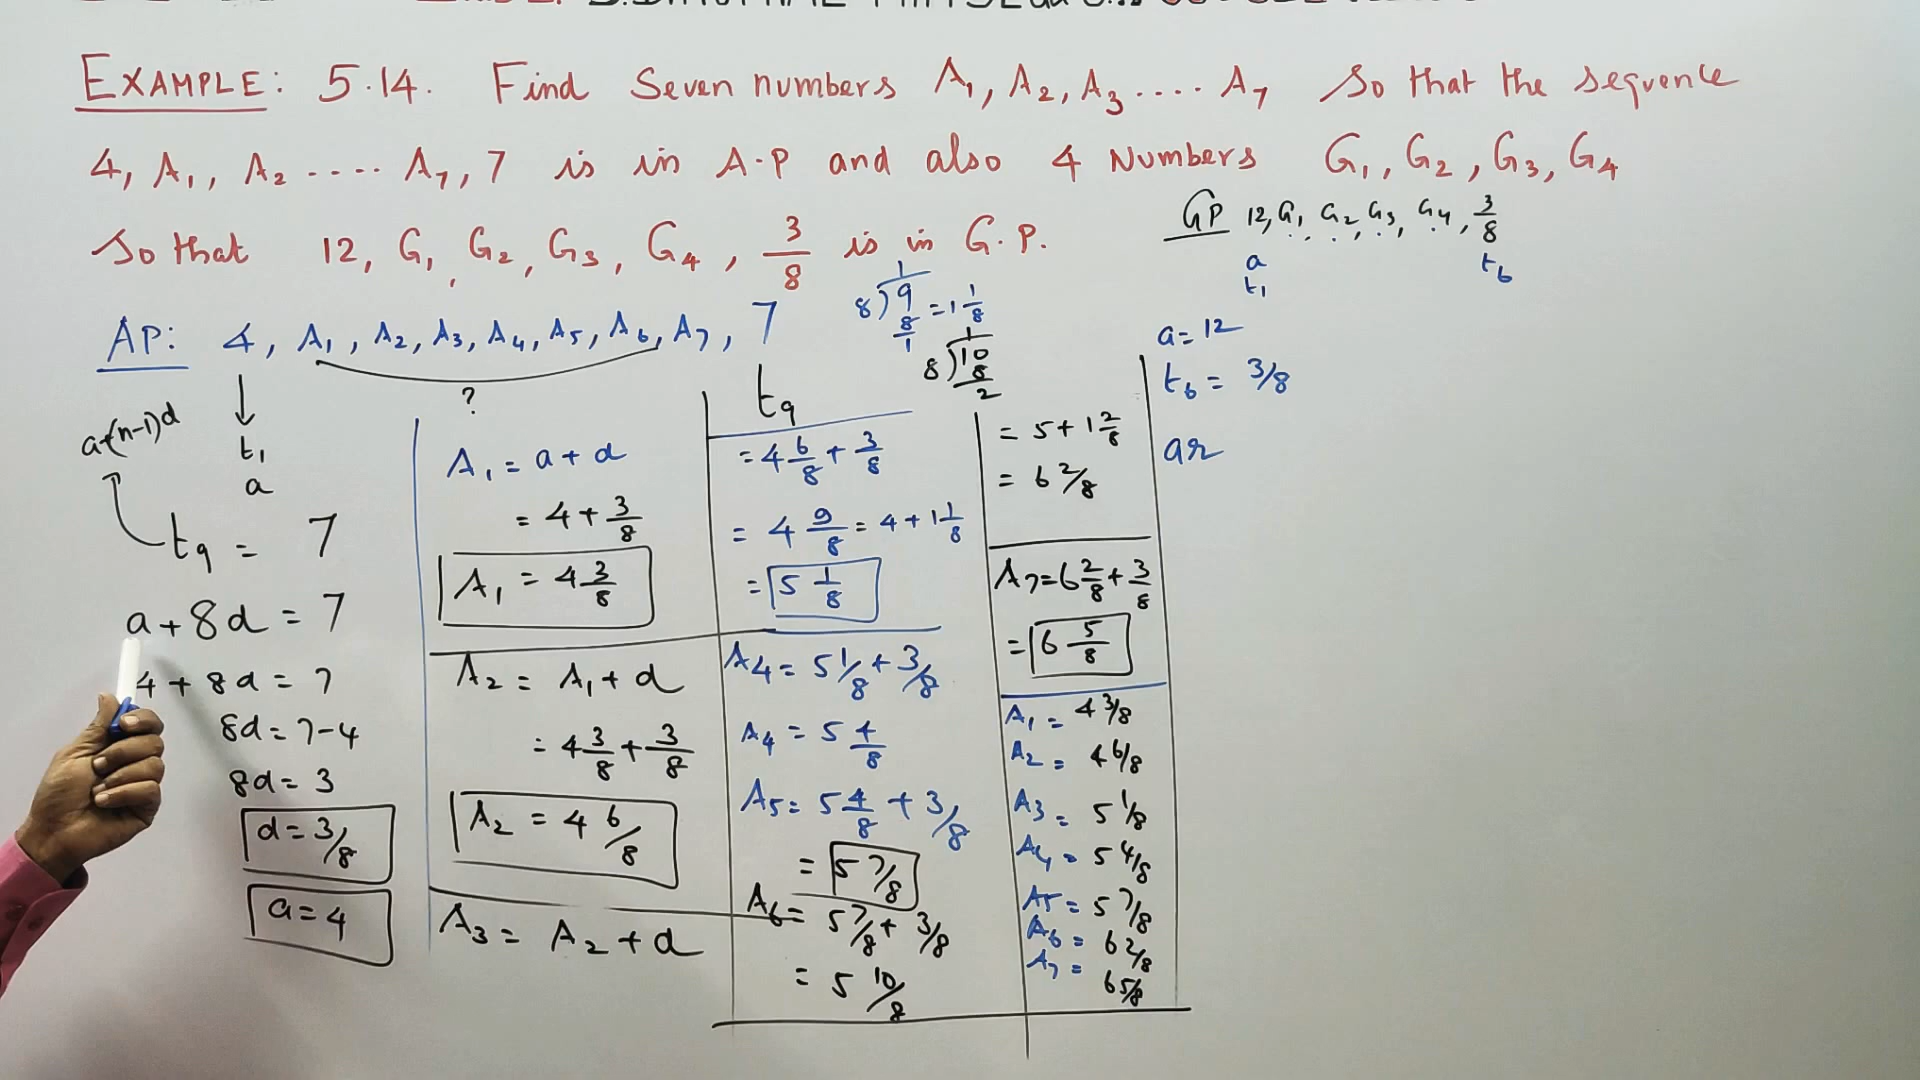 EXAMPLE: 5.14. Find Seven numbers A₁, A₂, A₃ .... A₇ So that the sequence
4, A₁, A₂ ..... A₇, 7 is in A.P and also 4 Numbers G₁, G₂, G₃, G₄
So that 12, G₁, G₂, G₃, G₄, 3/8 is in G.P.
AP: 4, A₁, A₂, A₃, A₄, A₅, A₆, A₇, 7
?
t₉
a+(n-1)d
t₁
a
t₉ = 7
a + 8d = 7
4 + 8d = 7
8d = 7-4
8d = 3
d = 3/8
a = 4
A₁ = a + d
= 4 + 3/8
A₁ = 4 3/8
A₂ = A₁ + d
= 4 3/8 + 3/8
A₂ = 4 6/8
A₃ = A₂ + d
= 4 6/8 + 3/8
= 4 9/8 = 4 + 1 1/8
= 5 1/8
A₄ = 5 1/8 + 3/8
A₄ = 5 4/8
A₅ = 5 4/8 + 3/8
= 5 7/8
A₆ = 5 7/8 + 3/8
= 5 10/8
1
8)9 = 1 1/8
8
1
1
8)10
8
2
= 5 + 1 2/8
= 6 2/8
A₇ = 6 2/8 + 3/8
= 6 5/8
A₁ = 4 3/8
A₂ = 4 6/8
A₃ = 5 1/8
A₄ = 5 4/8
A₅ = 5 7/8
A₆ = 6 2/8
A₇ = 6 5/8
GP 12, G₁, G₂, G₃, G₄, 3/8
a t₆
t₁
a = 12
t₆ = 3/8
ar